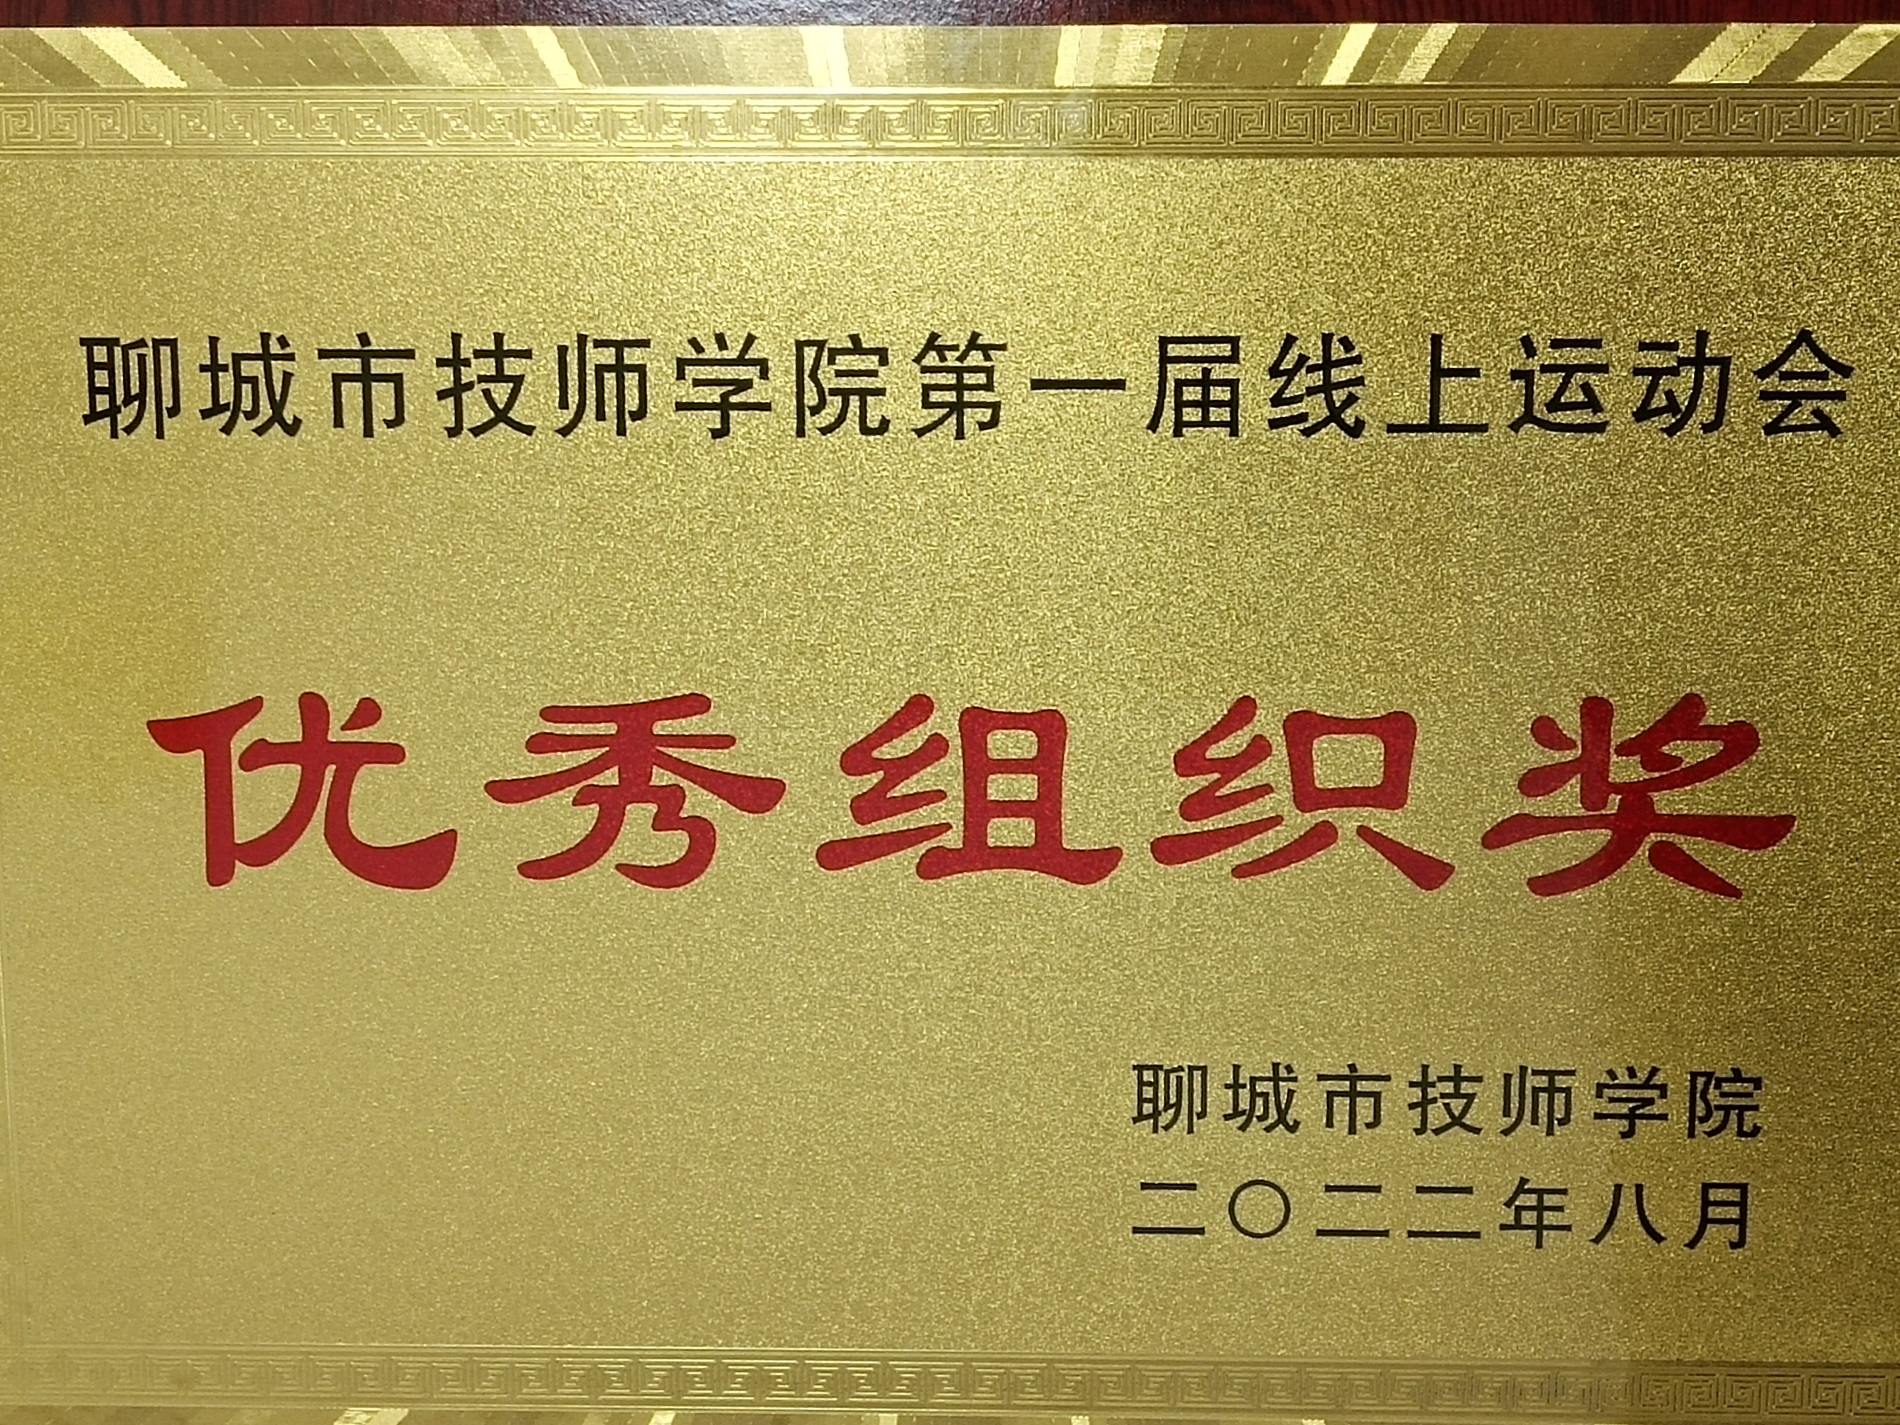 聊城市技师学院第一届线上运动会
优秀组织奖
聊城市技师学院
二〇二二年八月